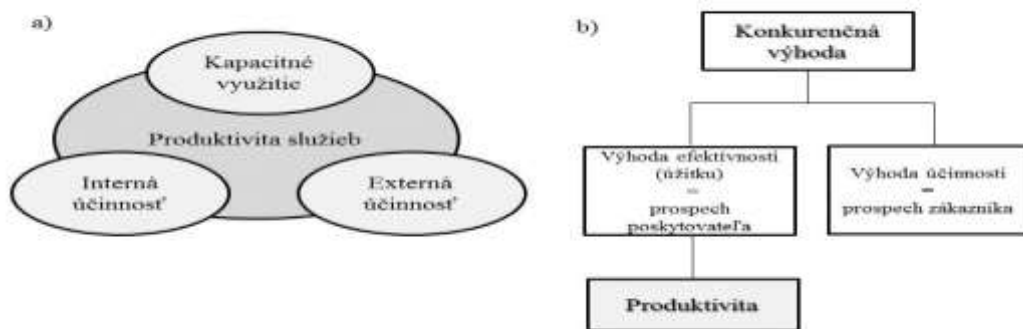 a)
Kapacitné
využitie
Produktivita služieb
Interná
účinnosť
Externá
účinnosť
b)
Konkurenčná
výhoda
Výhoda efektívnosti
(úžitku)
=
prospech
poskytovateľa
Výhoda účinnosti
=
prospech zákazníka
Produktivita